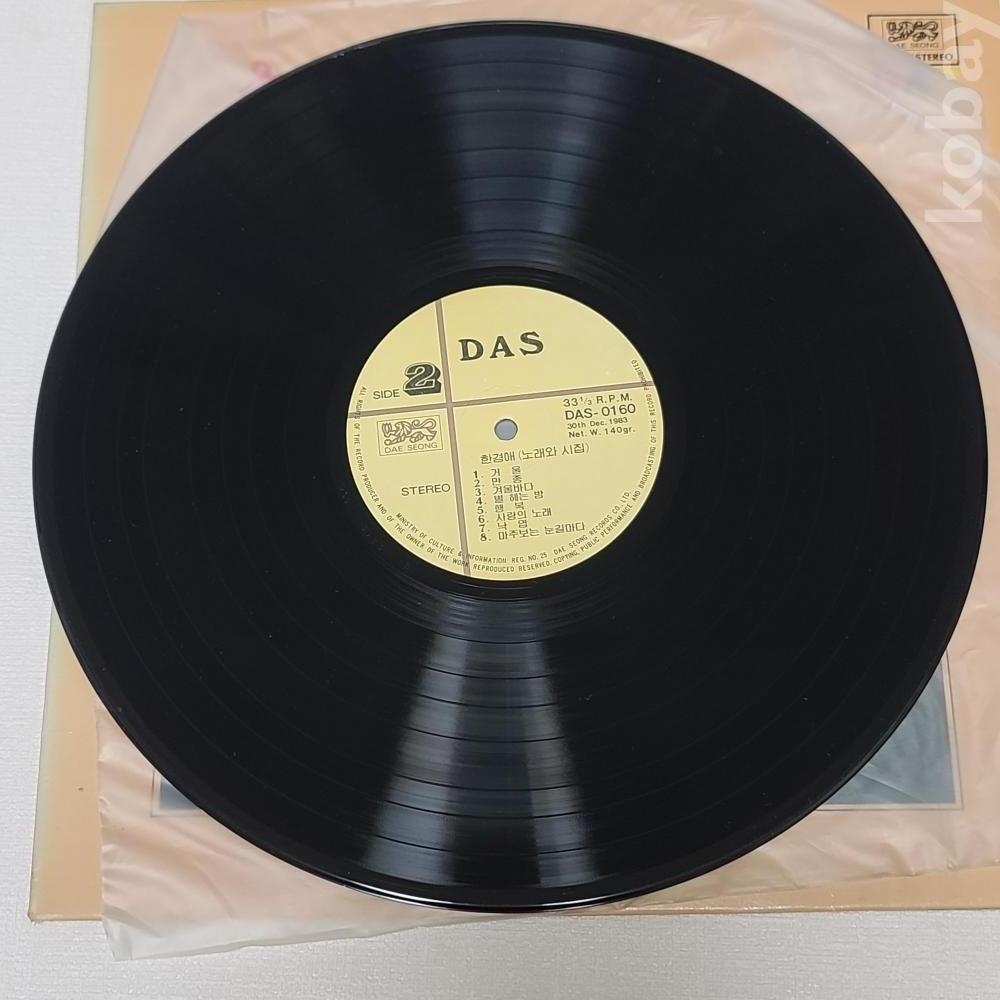 DAE SEONG
STEREO
kobay
DAS
SIDE 2
33 1/3 R.P.M.
DAS-0160
30th Dec. 1983
Net. W. 140gr.
DAE SEONG
STEREO
한경애 (노래와 시집)
1. 거 울
2. 만 돌
3. 겨울바다
4. 별 헤는 밤
5. 행 복
6. 사랑의 노래
7. 낙 엽
8. 마주보는 눈길마다
ALL RIGHTS OF THE RECORD PRODUCER AND OF THE OWNER OF THE WORK REPRODUCED RESERVED. COPYING, PUBLIC PERFORMANCE AND BROADCASTING OF THIS RECORD PROHIBITED
MINISTRY OF CULTURE & INFORMATION REG. NO. 25. DAE SEONG RECORDS CO., LTD.